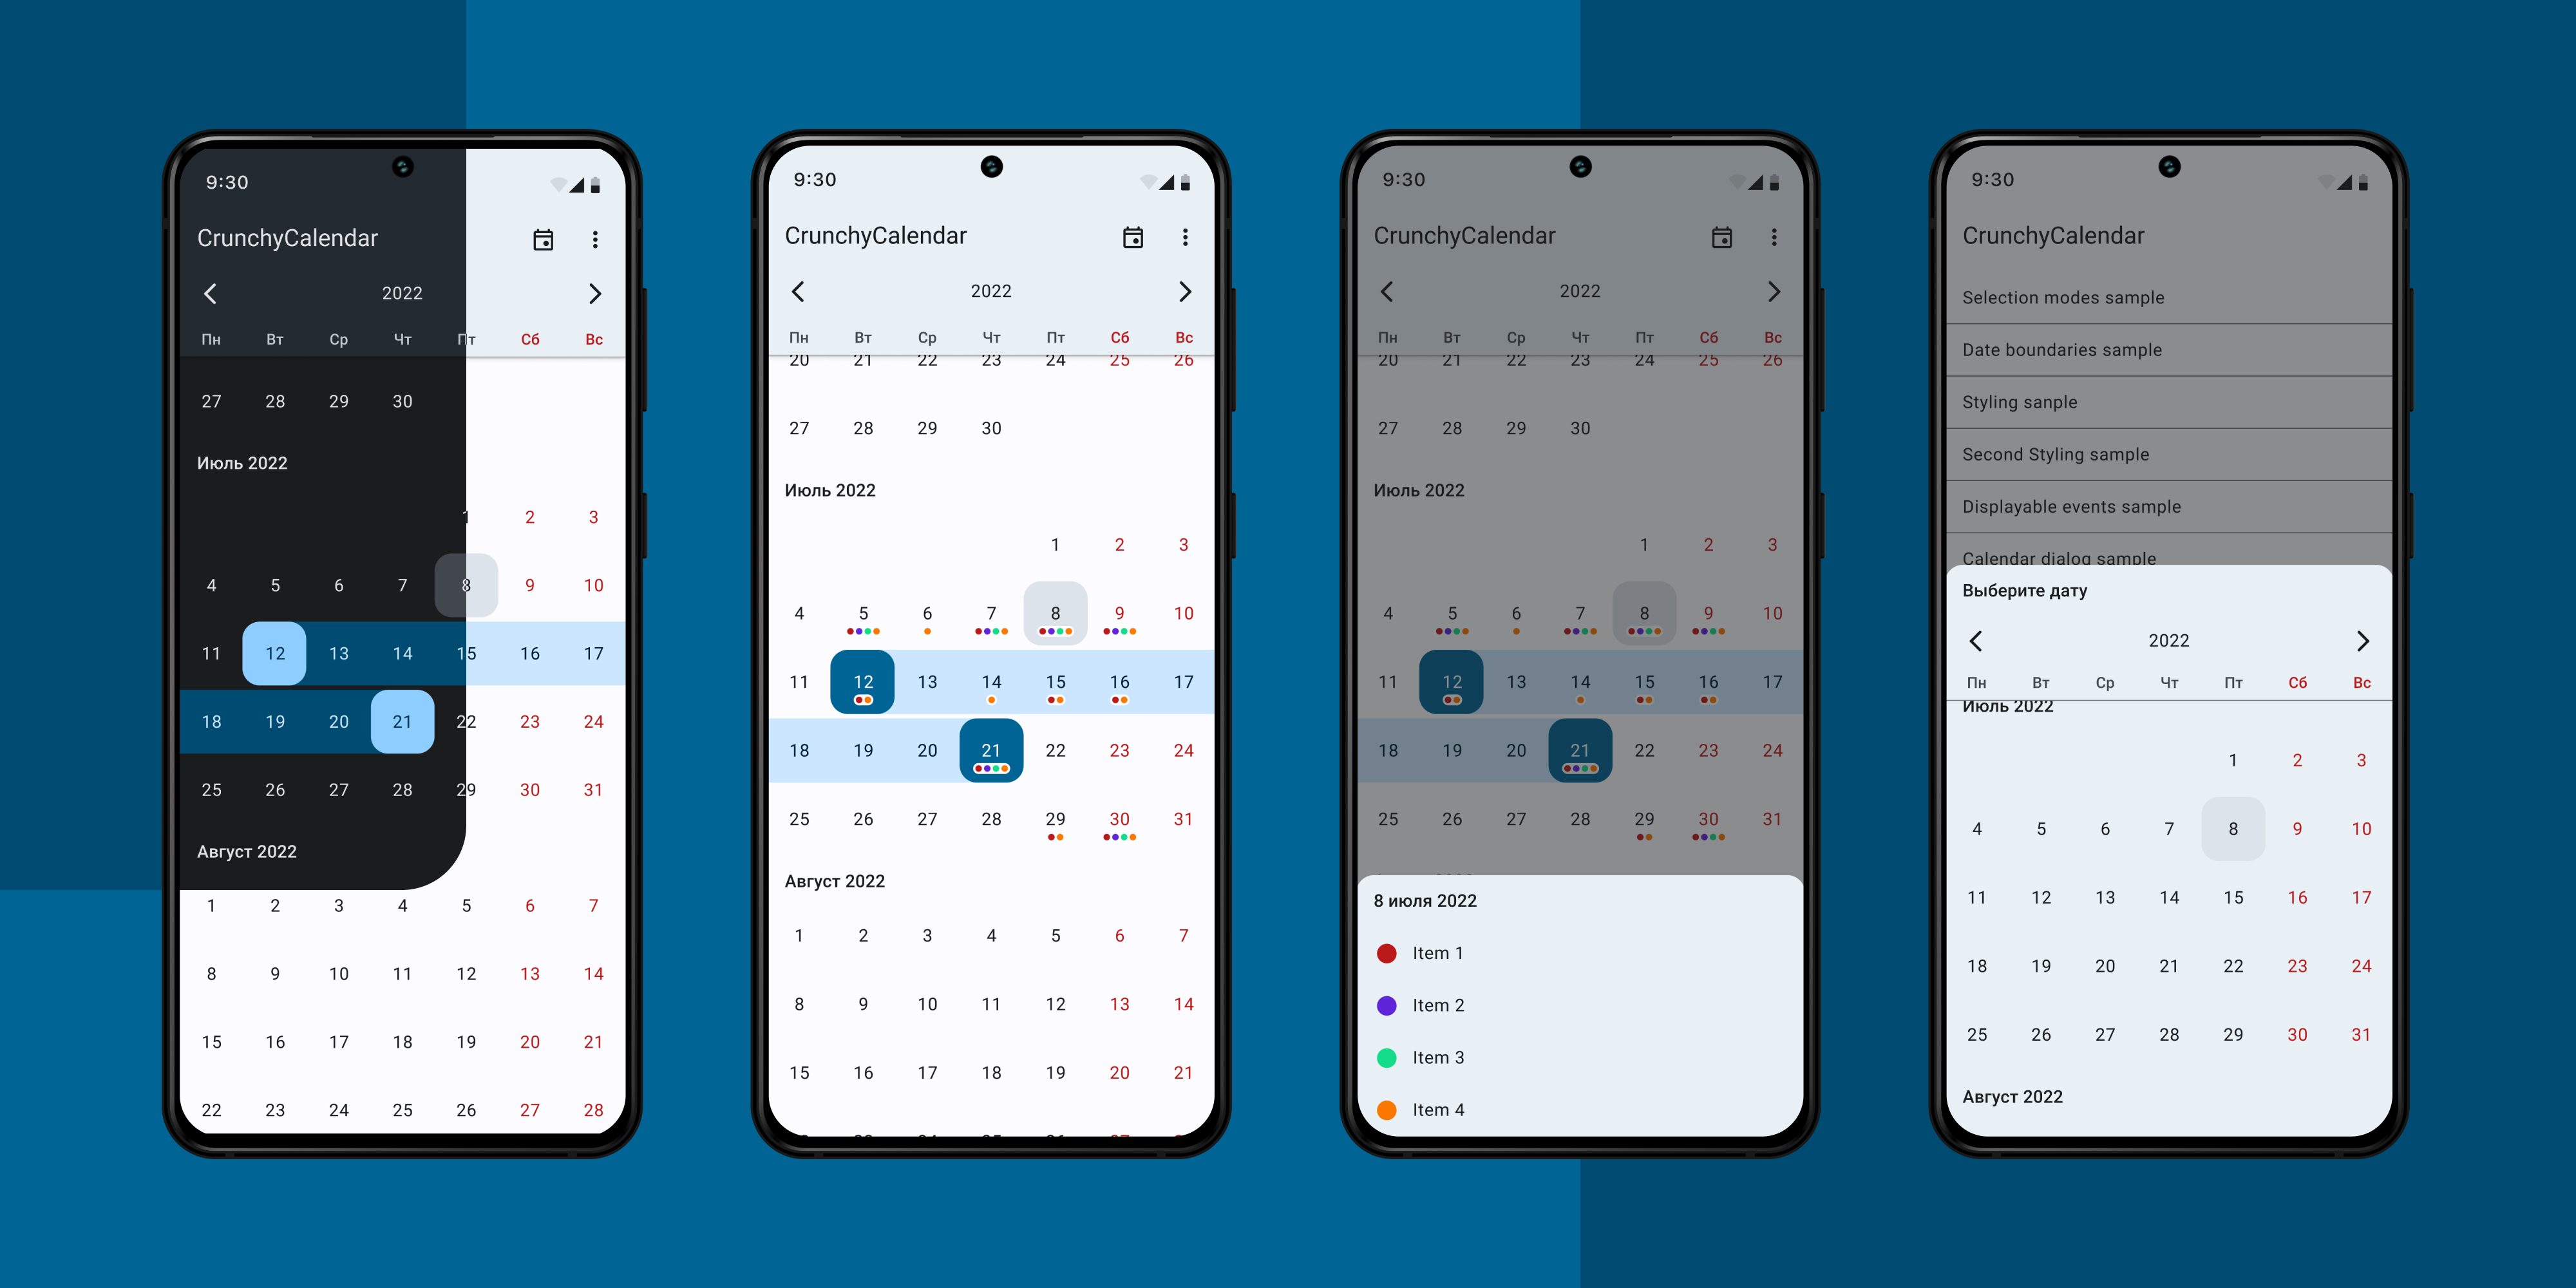 9:30
CrunchyCalendar
2022
Пн Вт Ср Чт Пт Сб Вс
27 28 29 30
Июль 2022
1 2 3
4 5 6 7 8 9 10
11 12 13 14 15 16 17
18 19 20 21 22 23 24
25 26 27 28 29 30 31
Август 2022
1 2 3 4 5 6 7
8 9 10 11 12 13 14
15 16 17 18 19 20 21
22 23 24 25 26 27 28
9:30
CrunchyCalendar
2022
Пн Вт Ср Чт Пт Сб Вс
20 21 22 23 24 25 26
27 28 29 30
Июль 2022
1 2 3
4 5 6 7 8 9 10
11 12 13 14 15 16 17
18 19 20 21 22 23 24
25 26 27 28 29 30 31
Август 2022
1 2 3 4 5 6 7
8 9 10 11 12 13 14
15 16 17 18 19 20 21
9:30
CrunchyCalendar
2022
Пн Вт Ср Чт Пт Сб Вс
20 21 22 23 24 25 26
27 28 29 30
Июль 2022
1 2 3
4 5 6 7 8 9 10
11 12 13 14 15 16 17
18 19 20 21 22 23 24
25 26 27 28 29 30 31
8 июля 2022
Item 1
Item 2
Item 3
Item 4
9:30
CrunchyCalendar
Selection modes sample
Date boundaries sample
Styling sanple
Second Styling sample
Displayable events sample
Calendar dialog sample
Выберите дату
2022
Пн Вт Ср Чт Пт Сб Вс
Июль 2022
1 2 3
4 5 6 7 8 9 10
11 12 13 14 15 16 17
18 19 20 21 22 23 24
25 26 27 28 29 30 31
Август 2022